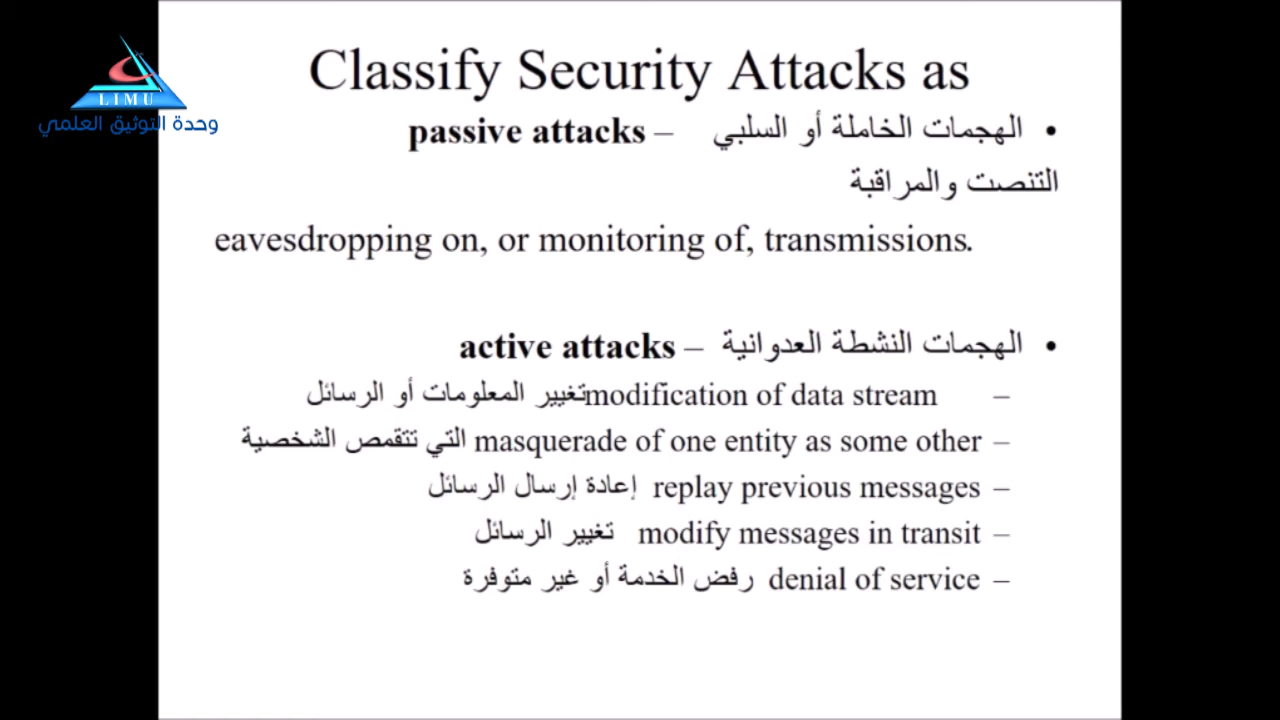 LIMU
وحدة التوثيق العلمي
Classify Security Attacks as
• الهجمات الخاملة أو السلبي – passive attacks
التنصت والمراقبة
eavesdropping on, or monitoring of, transmissions.
• الهجمات النشطة العدوانية – active attacks
– modification of data stream تغيير المعلومات أو الرسائل
– masquerade of one entity as some other التي تتقمص الشخصية
– replay previous messages إعادة إرسال الرسائل
– modify messages in transit تغيير الرسائل
– denial of service رفض الخدمة أو غير متوفرة